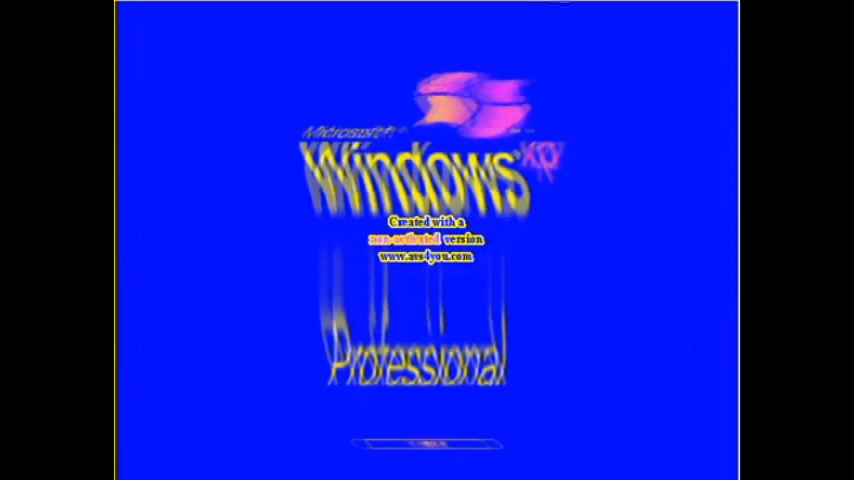 Microsoft®
Windows xp
Created with a
non-activated version
www.avs4you.com
Professional